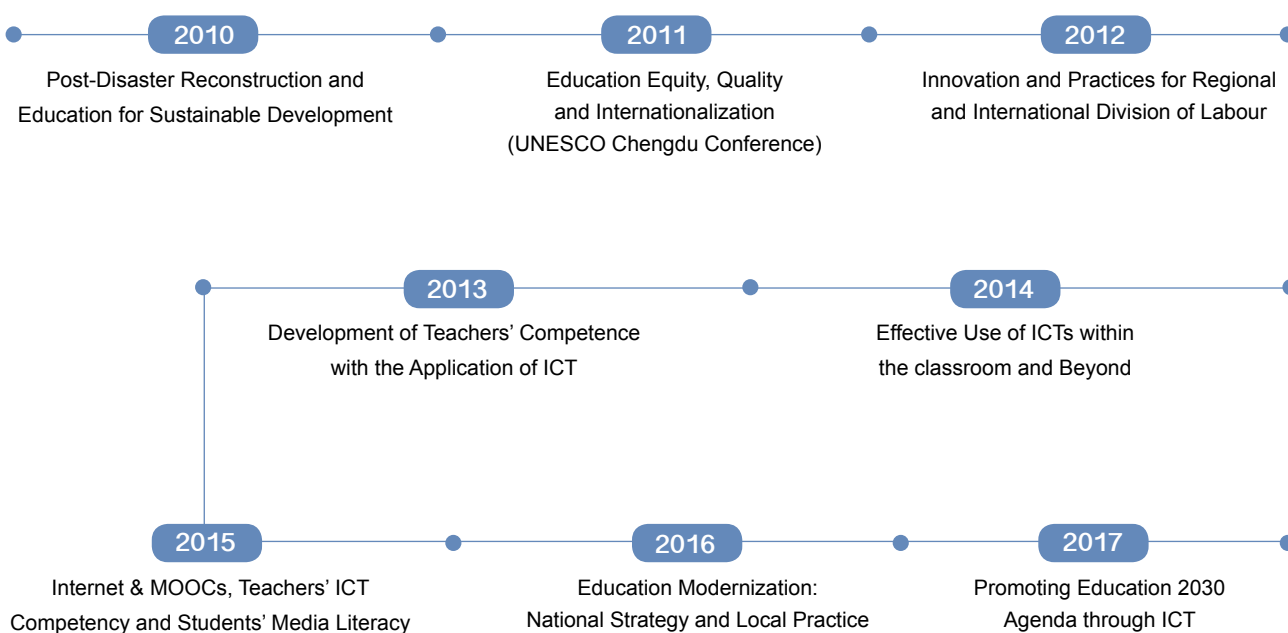 2010
Post-Disaster Reconstruction and
Education for Sustainable Development
2011
Education Equity, Quality
and Internationalization
(UNESCO Chengdu Conference)
2012
Innovation and Practices for Regional
and International Division of Labour
2013
Development of Teachers’ Competence
with the Application of ICT
2014
Effective Use of ICTs within
the classroom and Beyond
2015
Internet & MOOCs, Teachers’ ICT
Competency and Students’ Media Literacy
2016
Education Modernization:
National Strategy and Local Practice
2017
Promoting Education 2030
Agenda through ICT